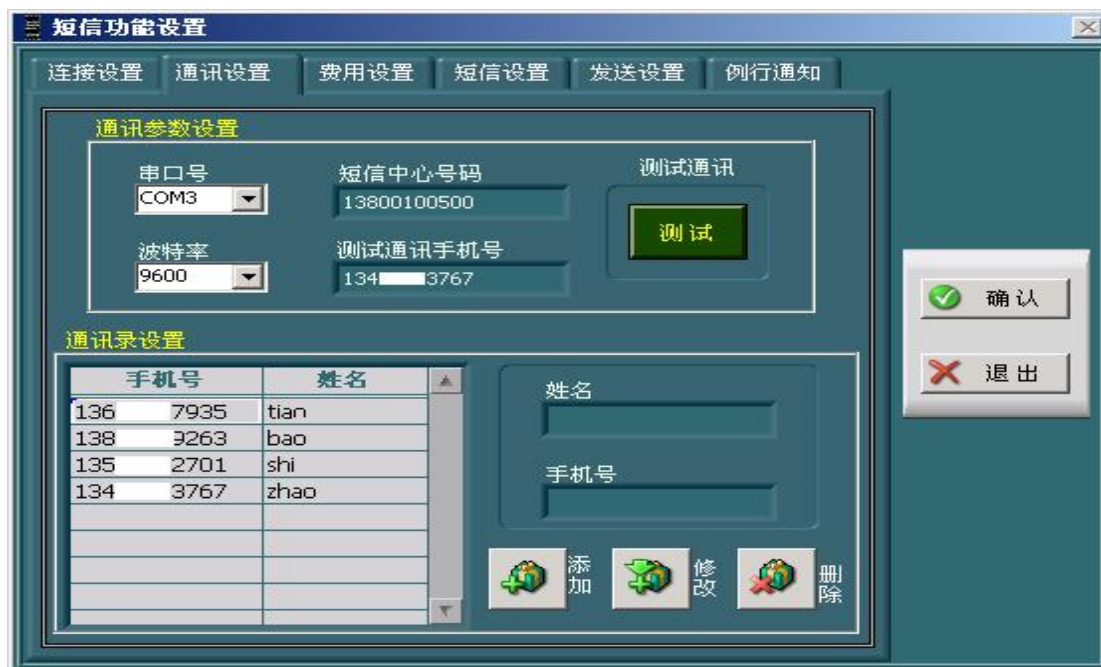 短信功能设置
连接设置 通讯设置 费用设置 短信设置 发送设置 例行通知
通讯参数设置
串口号 短信中心号码 测试通讯
COM3 13800100500
测试
波特率 测试通讯手机号
9600 134 3767
确认
通讯录设置
退出
手机号 姓名
姓名
136 7935 tian
138 9263 bao
135 2701 shi
手机号
134 3767 zhao
添加 修改 删除